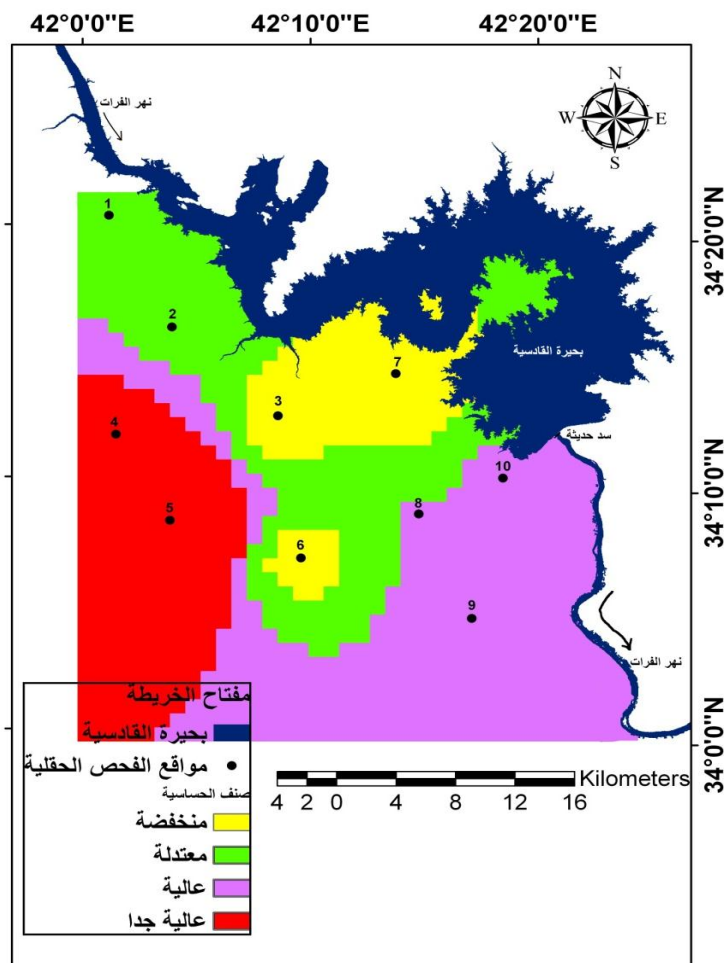 42°0'0"E 42°10'0"E 42°20'0"E
نهر الفرات
N
W E
S
1
34°20'0"N
2
بحيرة القادسية
7
3
سد حديثة
4
10
34°10'0"N
8
5
6
9
نهر الفرات
مفتاح الخريطة
بحيرة القادسية
مواقع الفحص الحقلية
صنف الحساسية
منخفضة
معتدلة
عالية
عالية جدا
34°0'0"N
Kilometers
4 2 0 4 8 12 16